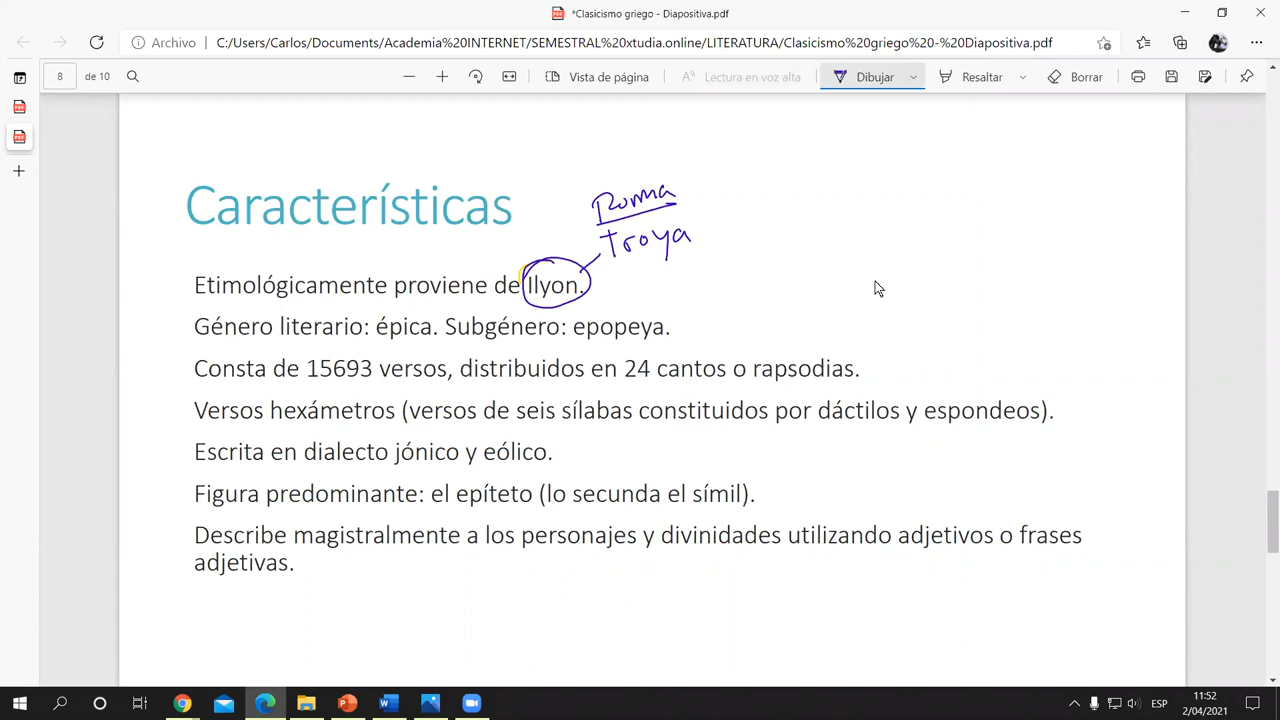 *Clasicismo griego - Diapositiva.pdf
Archivo C:/Users/Carlos/Documents/Academia%20INTERNET/SEMESTRAL%20xtudia.online/LITERATURA/Clasicismo%20griego%20-%20Diapositiva.pdf
8 de 10 Vista de página Lectura en voz alta Dibujar Resaltar Borrar
Roma
Características
Troya
Etimológicamente proviene de Ilyon.
Género literario: épica. Subgénero: epopeya.
Consta de 15693 versos, distribuidos en 24 cantos o rapsodias.
Versos hexámetros (versos de seis sílabas constituidos por dáctilos y espondeos).
Escrita en dialecto jónico y eólico.
Figura predominante: el epíteto (lo secunda el símil).
Describe magistralmente a los personajes y divinidades utilizando adjetivos o frases
adjetivas.
ESP 11:52
2/04/2021